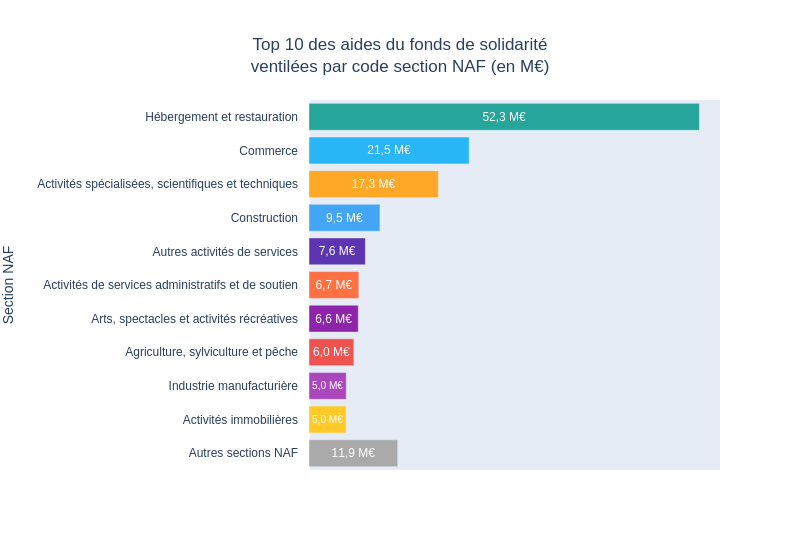 Top 10 des aides du fonds de solidarité
ventilées par code section NAF (en M€)
Section NAF
Hébergement et restauration 52,3 M€
Commerce 21,5 M€
Activités spécialisées, scientifiques et techniques 17,3 M€
Construction 9,5 M€
Autres activités de services 7,6 M€
Activités de services administratifs et de soutien 6,7 M€
Arts, spectacles et activités récréatives 6,6 M€
Agriculture, sylviculture et pêche 6,0 M€
Industrie manufacturière 5,0 M€
Activités immobilières 5,0 M€
Autres sections NAF 11,9 M€